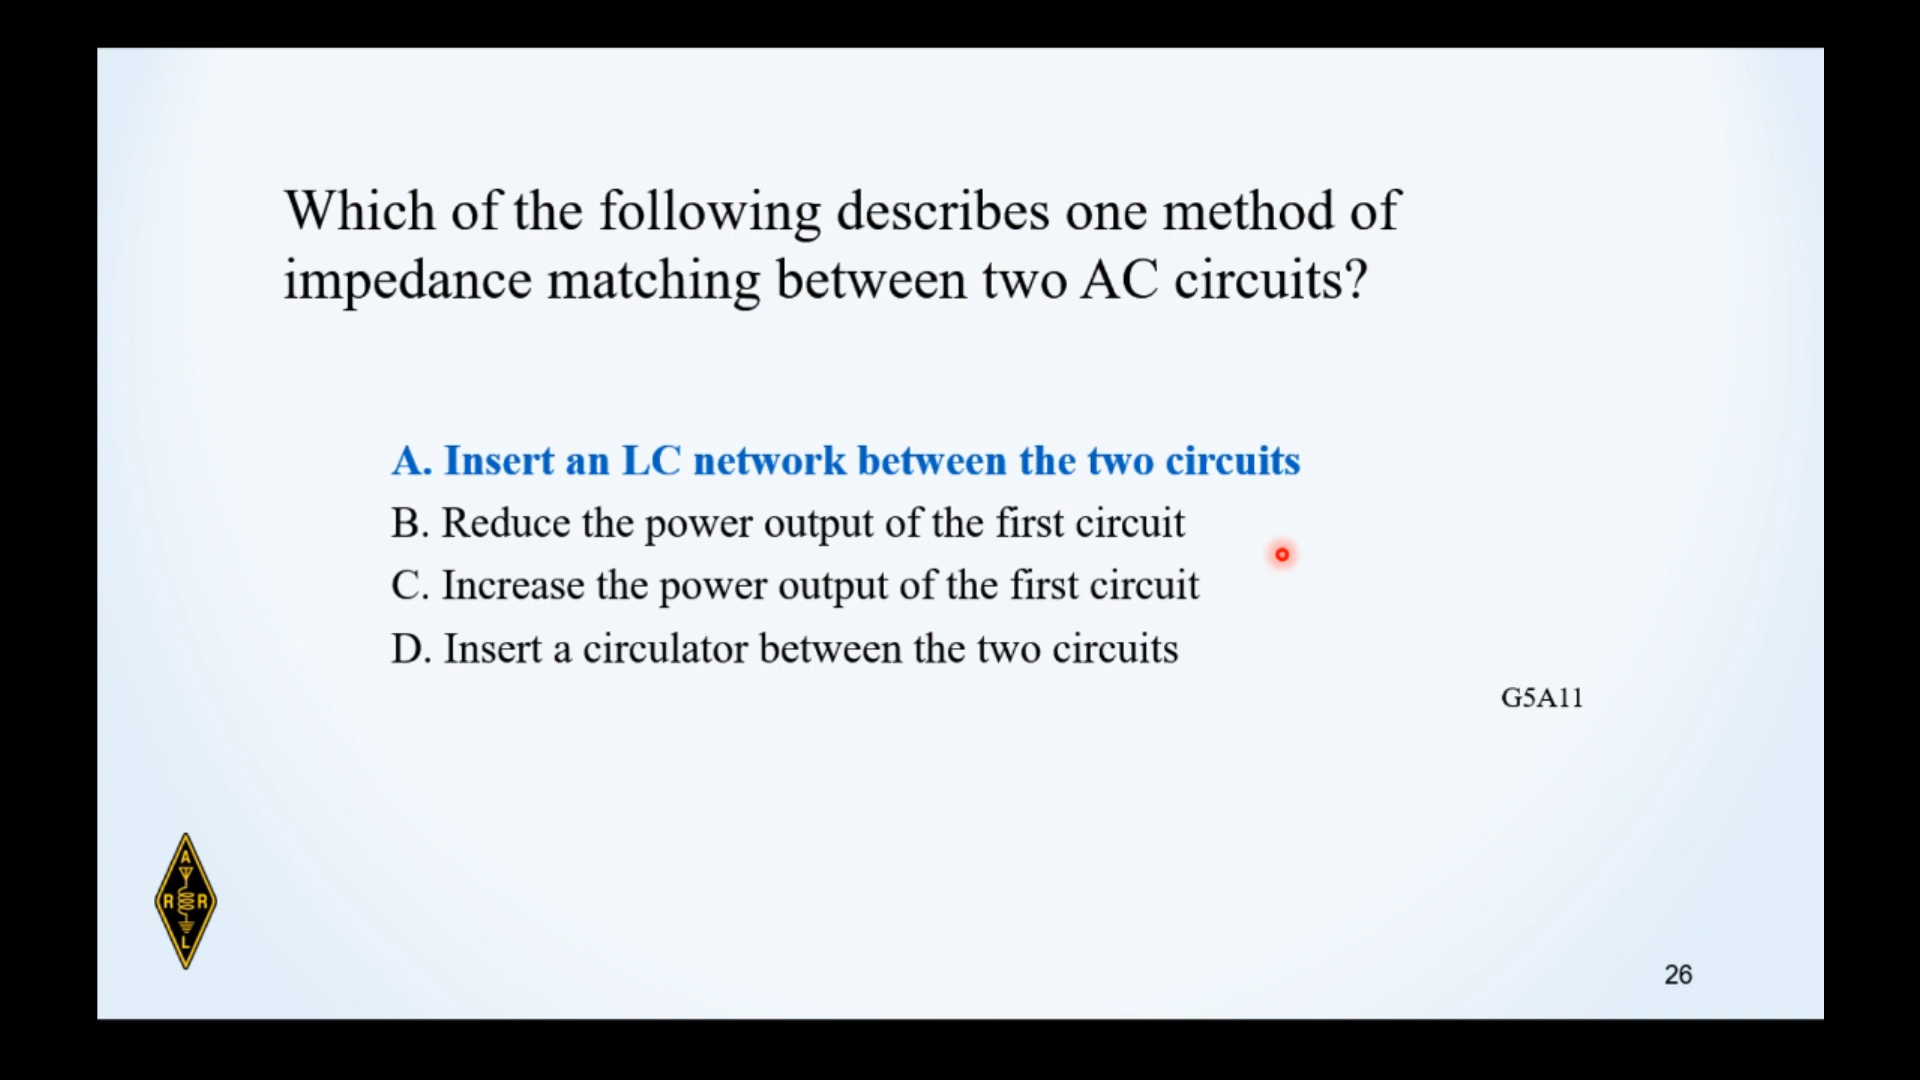 Which of the following describes one method of
impedance matching between two AC circuits?
A. Insert an LC network between the two circuits
B. Reduce the power output of the first circuit
C. Increase the power output of the first circuit
D. Insert a circulator between the two circuits
G5A11
A
R R
L
26